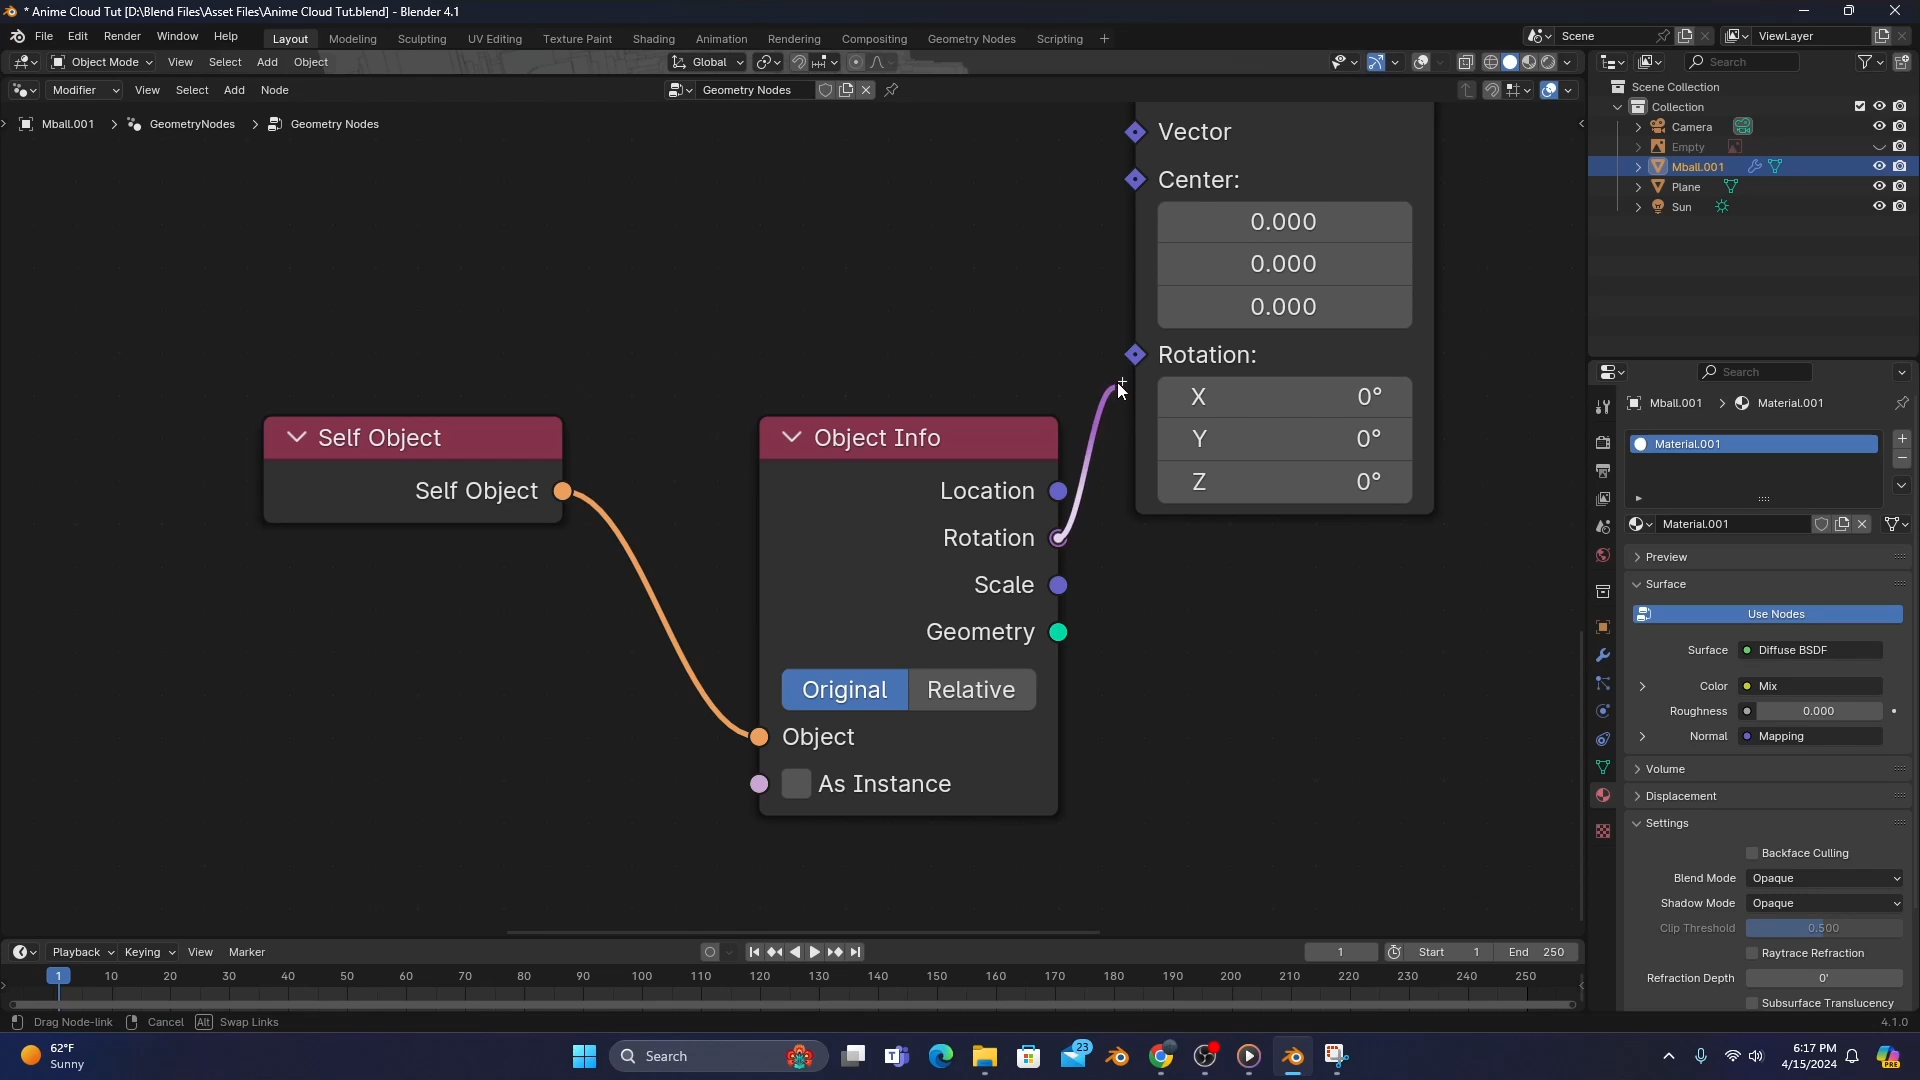 * Anime Cloud Tut [D:\Blend Files\Asset Files\Anime Cloud Tut.blend] - Blender 4.1
File Edit Render Window Help
Layout Modeling Sculpting UV Editing Texture Paint Shading Animation Rendering Compositing Geometry Nodes Scripting +
Scene
ViewLayer
Object Mode View Select Add Object
Global
Search
Modifier View Select Add Node
Geometry Nodes
Mball.001 > GeometryNodes > Geometry Nodes
Scene Collection
Collection
Camera
Empty
Mball.001
Plane
Sun
Vector
Center:
0.000
0.000
0.000
Rotation:
X 0°
Y 0°
Z 0°
Self Object
Self Object
Object Info
Location
Rotation
Scale
Geometry
Original Relative
Object
As Instance
Search
Mball.001 > Material.001
Material.001
Material.001
Preview
Surface
Use Nodes
Surface Diffuse BSDF
Color Mix
Roughness 0.000
Normal Mapping
Volume
Displacement
Settings
Backface Culling
Blend Mode Opaque
Shadow Mode Opaque
Clip Threshold 0.500
Raytrace Refraction
Refraction Depth 0'
Subsurface Translucency
Playback Keying View Marker
1 Start 1 End 250
1 10 20 30 40 50 60 70 80 90 100 110 120 130 140 150 160 170 180 190 200 210 220 230 240 250
Drag Node-link Cancel Alt Swap Links
4.1.0
62°F
Sunny
Search
23
PRE
6:17 PM
4/15/2024